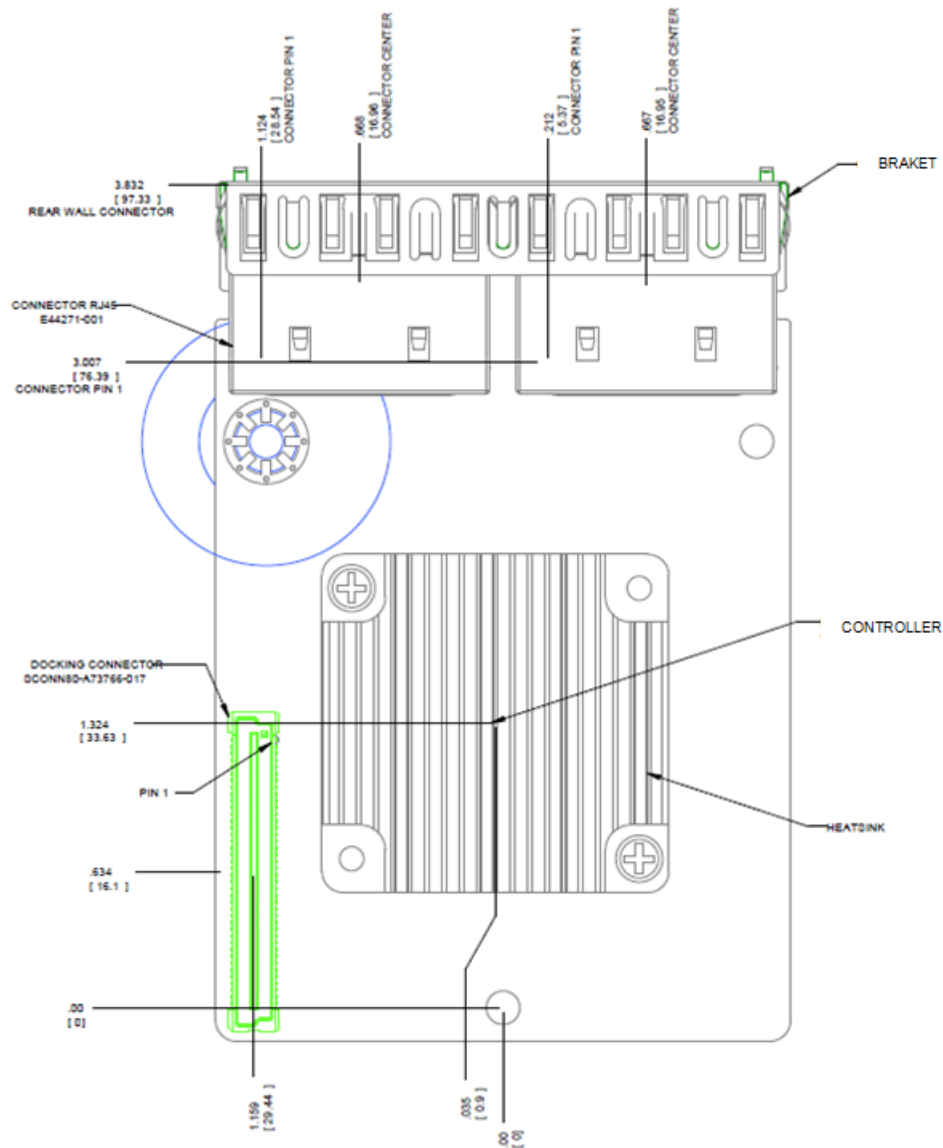 1.124
[ 28.54 ]
CONNECTOR PIN 1
.668
[ 16.96 ]
CONNECTOR CENTER
.212
[ 5.37 ]
CONNECTOR PIN 1
.667
[ 16.95 ]
CONNECTOR CENTER
BRAKET
3.832
[ 97.33 ]
REAR WALL CONNECTOR
CONNECTOR RJ45
E44271-001
3.007
[ 76.39 ]
CONNECTOR PIN 1
CONTROLLER
DOCKING CONNECTOR
SCONN80-A73766-017
1.324
[ 33.63 ]
PIN 1
HEATSINK
.634
[ 16.1 ]
.00
[ 0 ]
1.159
[ 29.44 ]
.035
[ 0.9 ]
.00
[ 0 ]